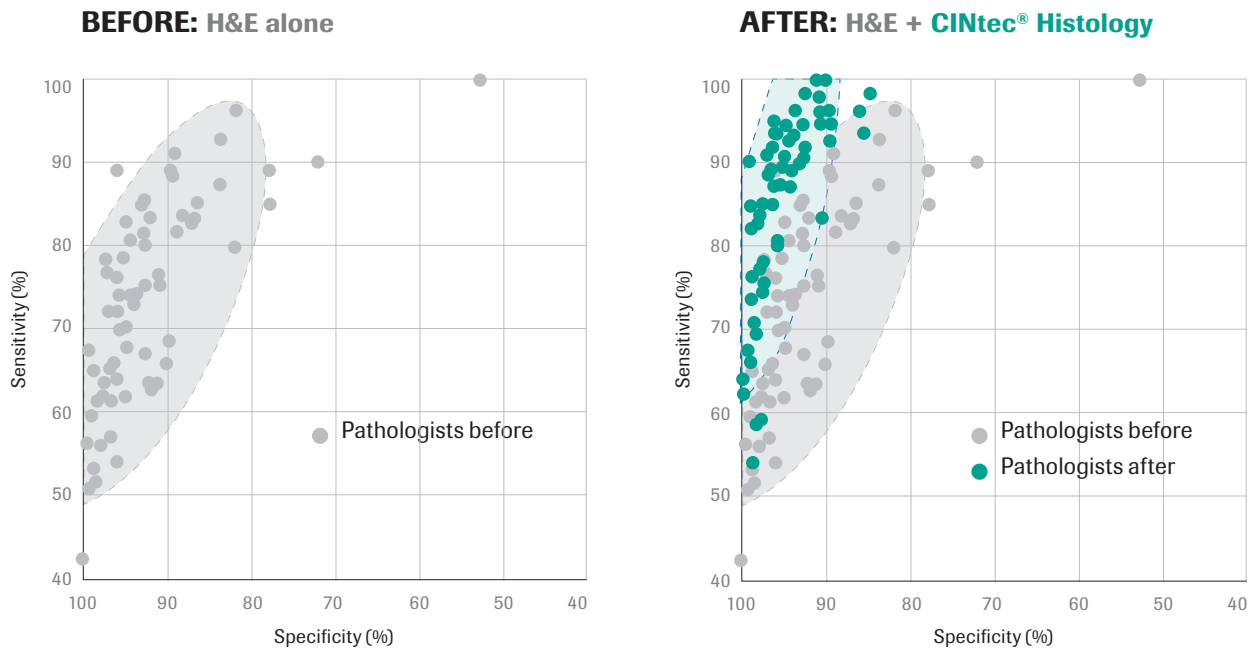 BEFORE: H&E alone
100
90
80
70
60
50
40
Sensitivity (%)
Pathologists before
100 90 80 70 60 50 40
Specificity (%)
AFTER: H&E + CINtec® Histology
100
90
80
70
60
50
40
Sensitivity (%)
Pathologists before
Pathologists after
100 90 80 70 60 50 40
Specificity (%)